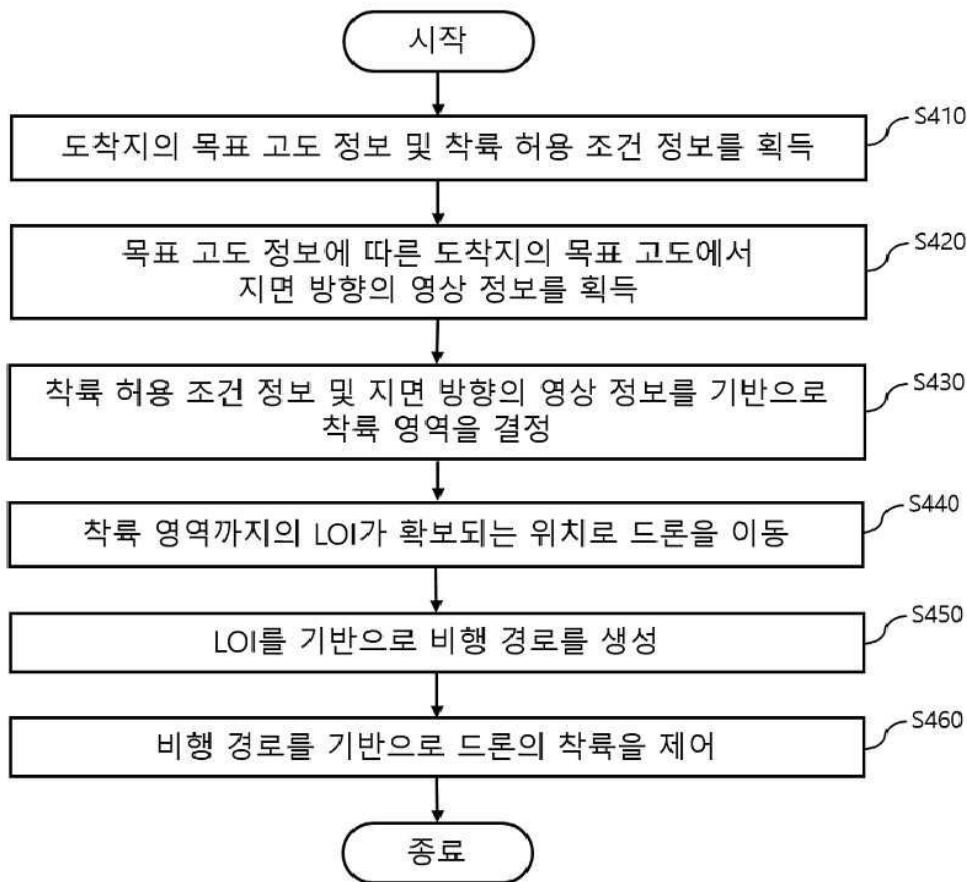 시작
도착지의 목표 고도 정보 및 착륙 허용 조건 정보를 획득
S410
목표 고도 정보에 따른 도착지의 목표 고도에서
지면 방향의 영상 정보를 획득
S420
착륙 허용 조건 정보 및 지면 방향의 영상 정보를 기반으로
착륙 영역을 결정
S430
착륙 영역까지의 LOI가 확보되는 위치로 드론을 이동
S440
LOI를 기반으로 비행 경로를 생성
S450
비행 경로를 기반으로 드론의 착륙을 제어
S460
종료